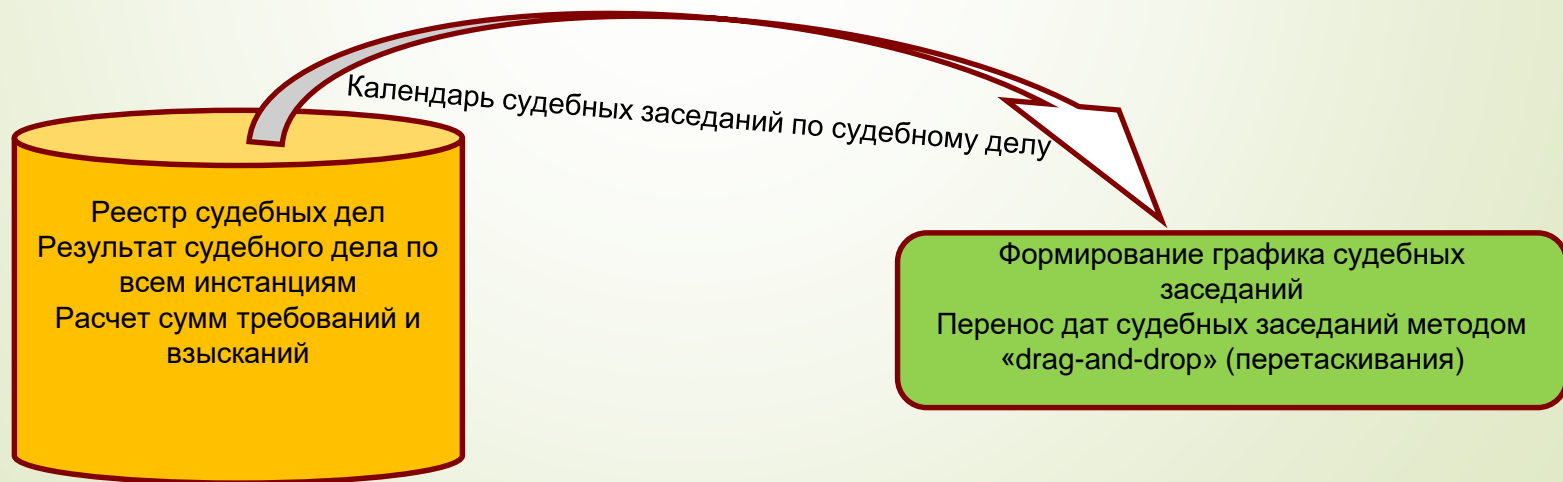 Календарь судебных заседаний по судебному делу
Реестр судебных дел
Результат судебного дела по
всем инстанциям
Расчет сумм требований и
взысканий
Формирование графика судебных
заседаний
Перенос дат судебных заседаний методом
«drag-and-drop» (перетаскивания)